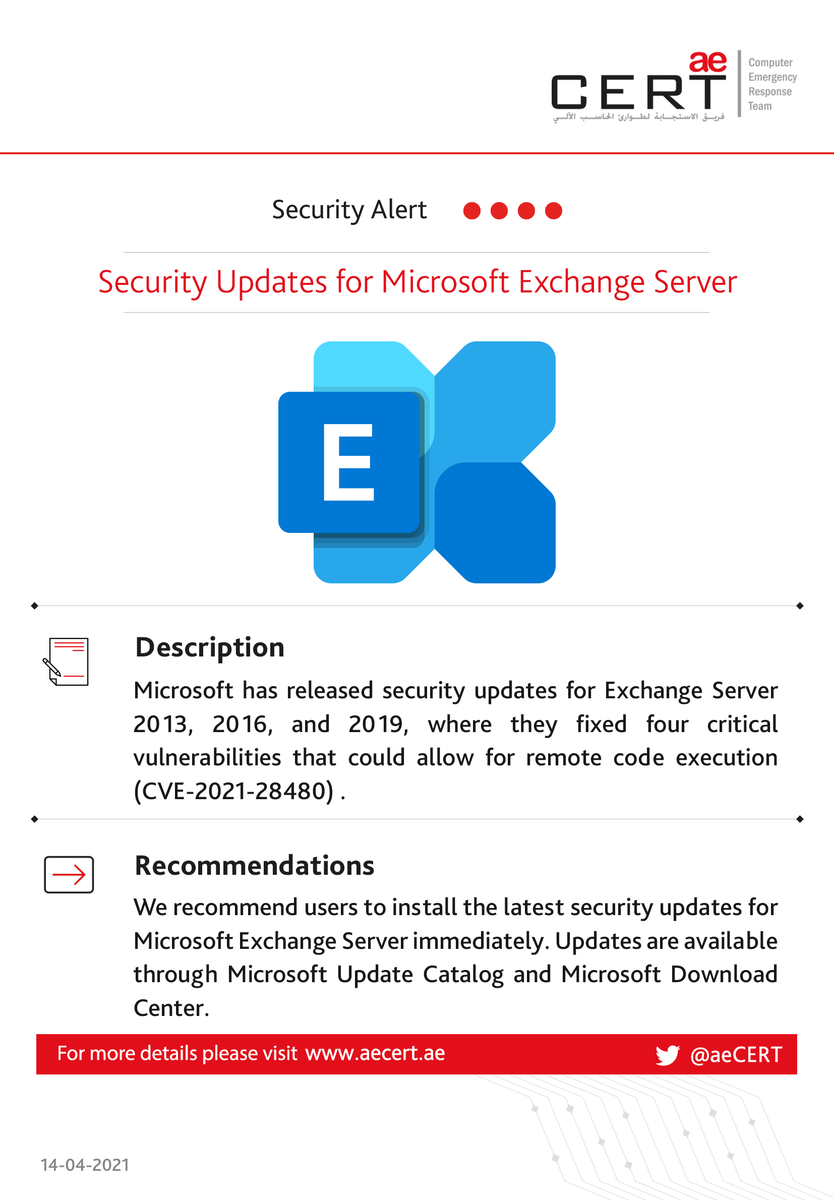 ae
CERT
فريق الاستجابة لطوارئ الحاسب الآلي
Computer
Emergency
Response
Team
Security Alert
Security Updates for Microsoft Exchange Server
E
Description
Microsoft has released security updates for Exchange Server
2013, 2016, and 2019, where they fixed four critical
vulnerabilities that could allow for remote code execution
(CVE-2021-28480) .
Recommendations
We recommend users to install the latest security updates for
Microsoft Exchange Server immediately. Updates are available
through Microsoft Update Catalog and Microsoft Download
Center.
For more details please visit www.aecert.ae
@aeCERT
14-04-2021